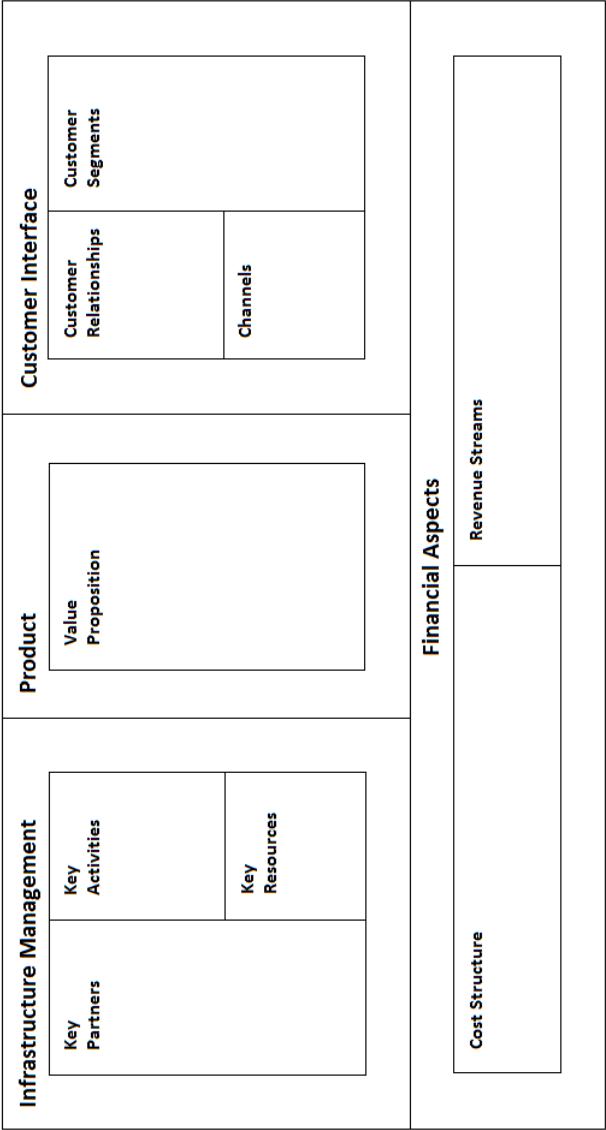 Infrastructure Management
Key
Partners
Key
Activities
Key
Resources
Product
Value
Proposition
Customer Interface
Customer
Relationships
Channels
Customer
Segments
Financial Aspects
Cost Structure
Revenue Streams